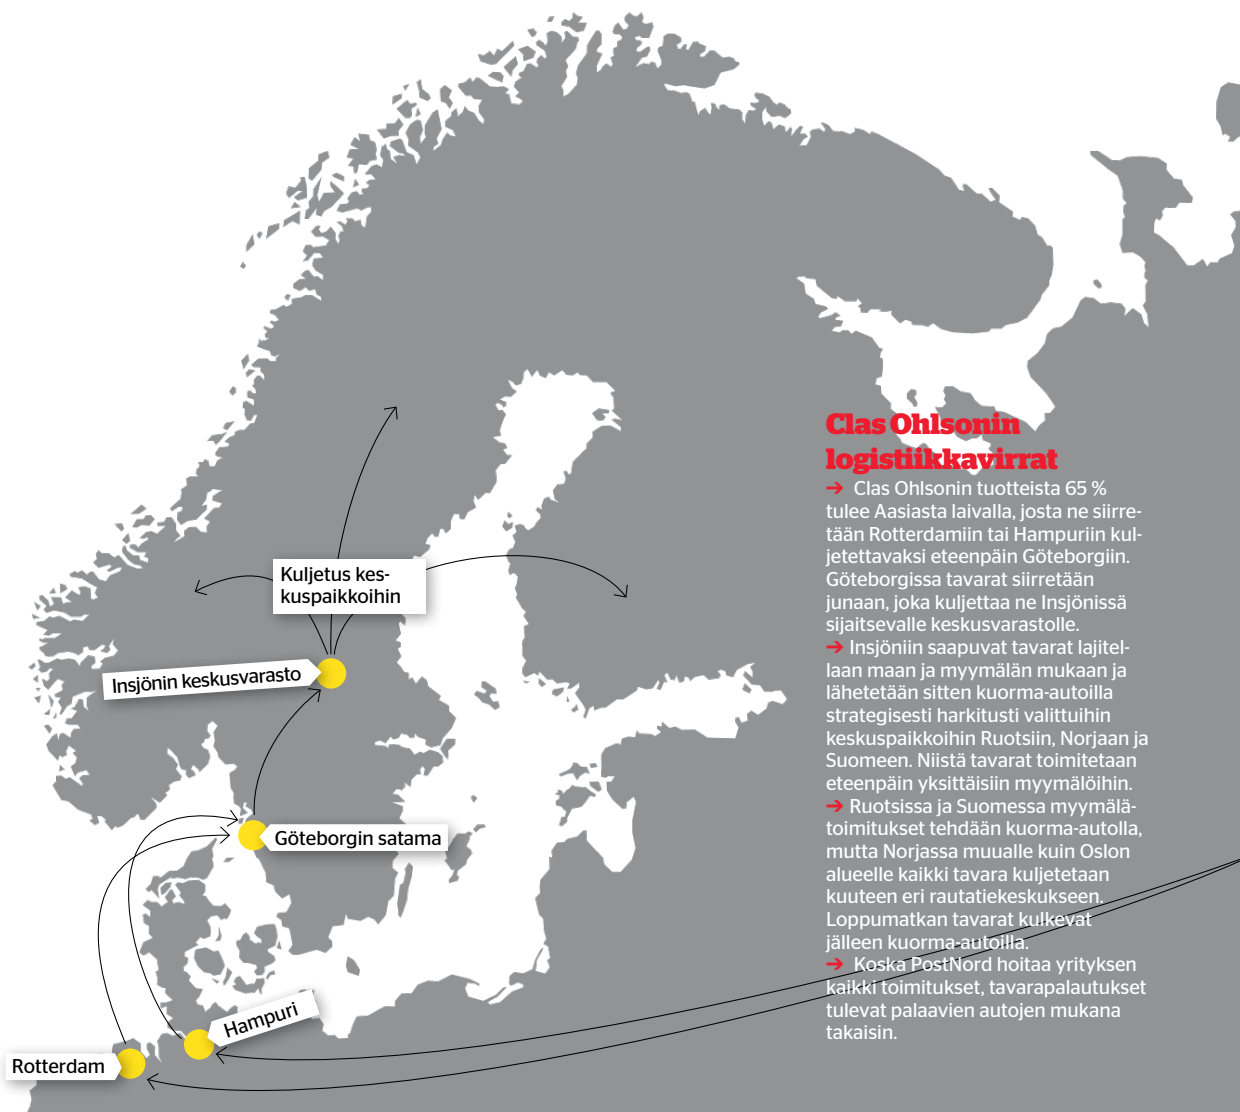 Kuljetus kes-
kuspaikkoihin
Insjönin keskusvarasto
Göteborgin satama
Hampuri
Rotterdam
Clas Ohlsonin
logistiikkavirrat
➔ Clas Ohlsonin tuotteista 65 %
tulee Aasiasta laivalla, josta ne siirre-
tään Rotterdamiin tai Hampuriin kul-
jetettavaksi eteenpäin Göteborgiin.
Göteborgissa tavarat siirretään
junaan, joka kuljettaa ne Insjönissä
sijaitsevalle keskusvarastolle.
➔ Insjöniin saapuvat tavarat lajitel-
laan maan ja myymälän mukaan ja
lähetetään sitten kuorma-autoilla
strategisesti harkitusti valittuihin
keskuspaikkoihin Ruotsiin, Norjaan ja
Suomeen. Niistä tavarat toimitetaan
eteenpäin yksittäisiin myymälöihin.
➔ Ruotsissa ja Suomessa myymälä-
toimitukset tehdään kuorma-autolla,
mutta Norjassa muualle kuin Oslon
alueelle kaikki tavara kuljetetaan
kuuteen eri rautatiekeskukseen.
Loppumatkan tavarat kulkevat
jälleen kuorma-autoilla.
➔ Koska PostNord hoitaa yrityksen
kaikki toimitukset, tavarapalautukset
tulevat palaavien autojen mukana
takaisin.